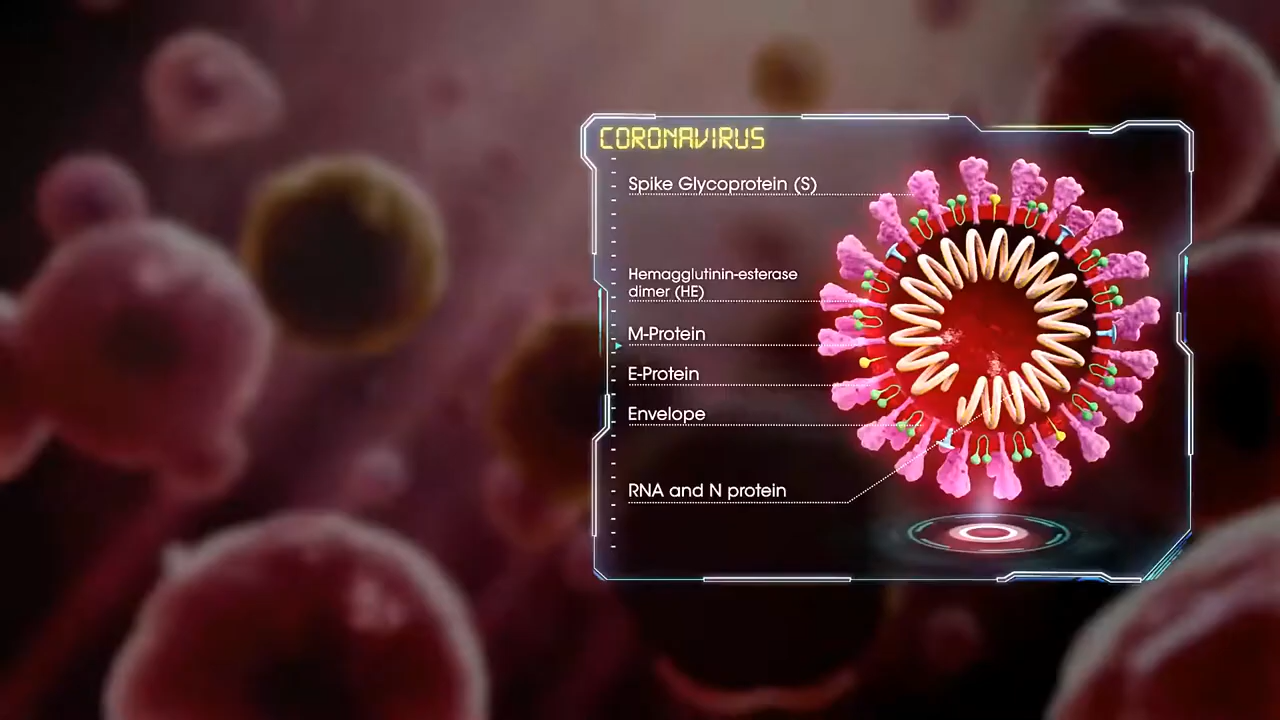 CORONAVIRUS
Spike Glycoprotein (S)
Hemagglutinin-esterase
dimer (HE)
M-Protein
E-Protein
Envelope
RNA and N protein